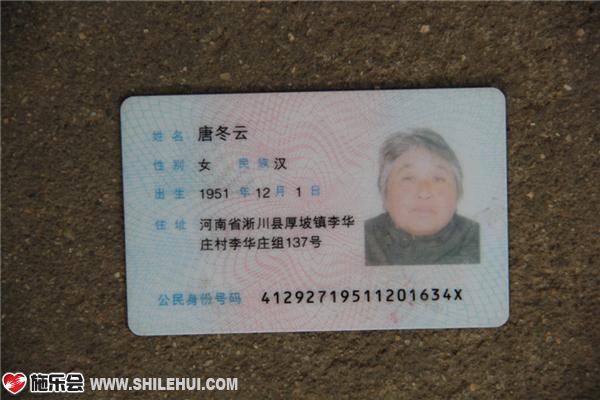 姓名 唐冬云
性别 女 民族 汉
出生 1951 年 12 月 1 日
住址 河南省淅川县厚坡镇李华
庄村李华庄组137号
公民身份号码 41292719511201634X
施乐会 WWW.SHILEHUI.COM